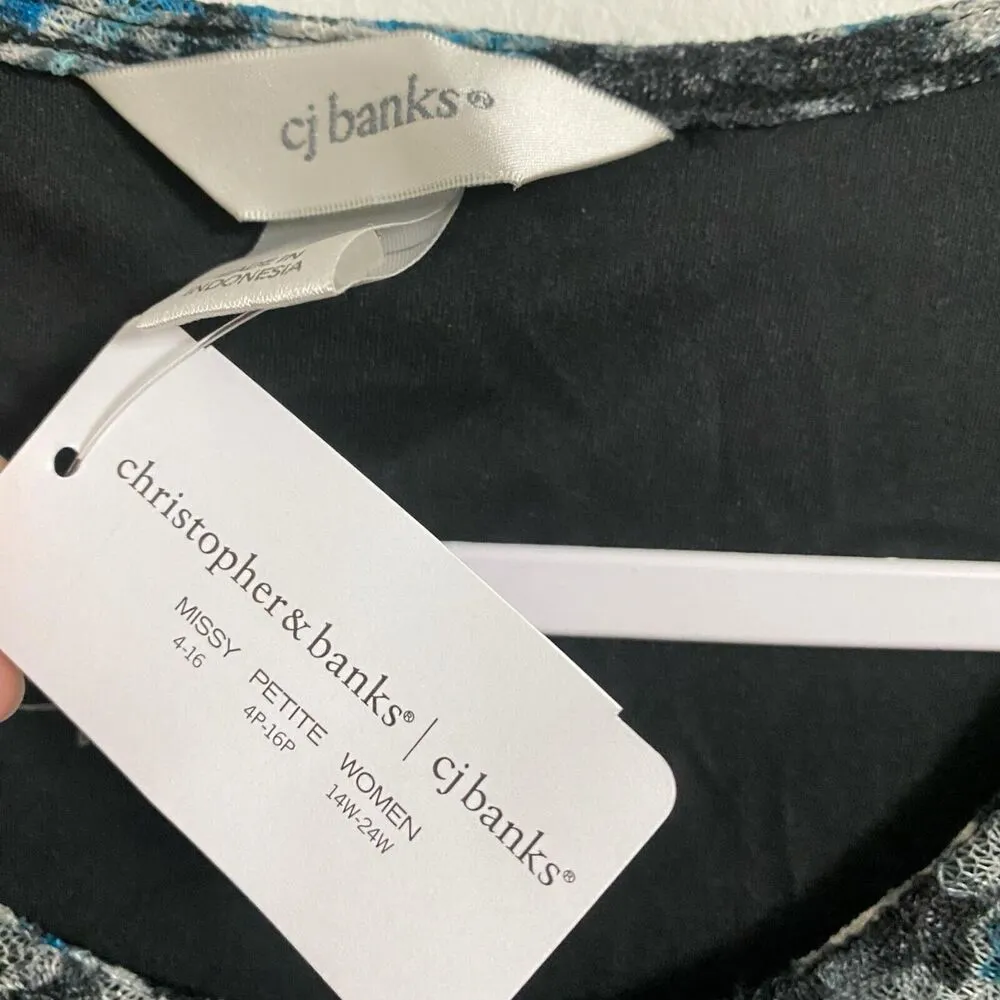 cj banks®
MADE IN
INDONESIA
christopher & banks® | cj banks®
MISSY PETITE WOMEN
4-16 4P-16P 14W-24W